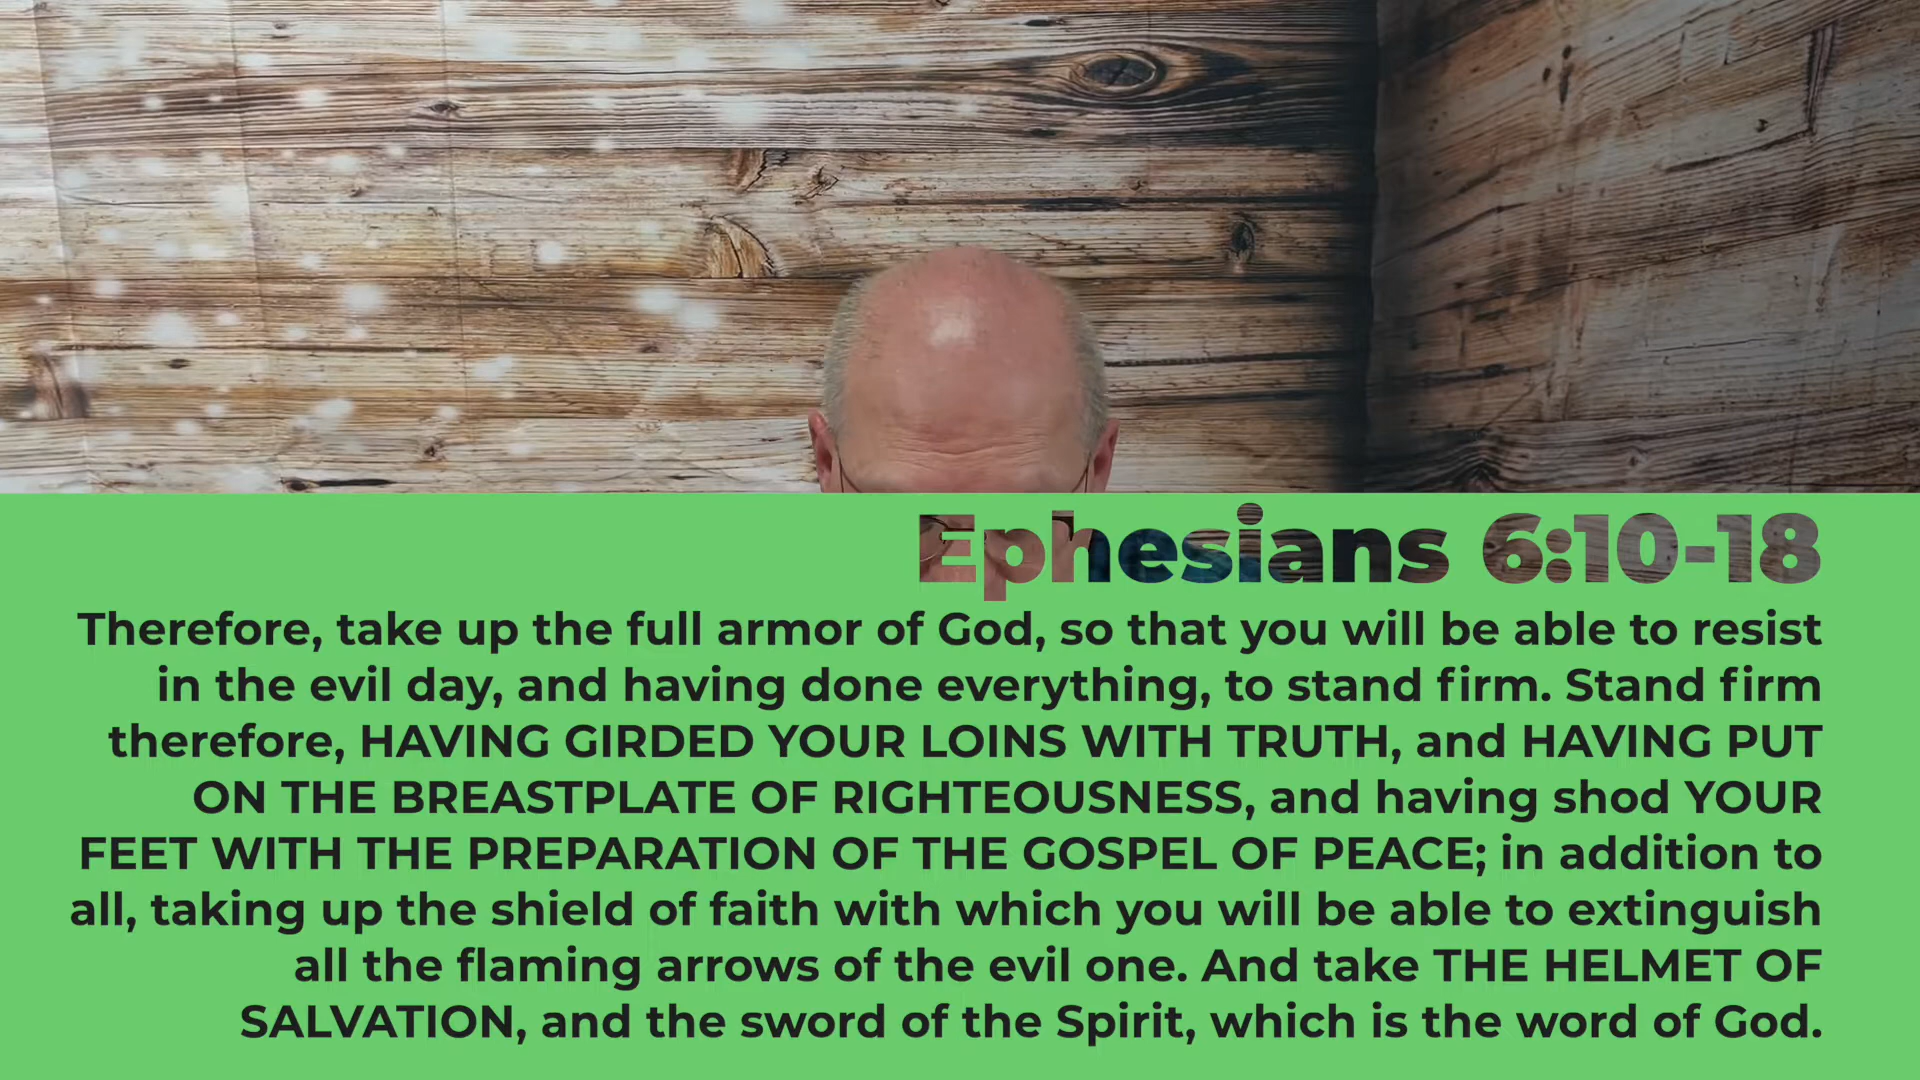 Ephesians 6:10-18
Therefore, take up the full armor of God, so that you will be able to resist
in the evil day, and having done everything, to stand firm. Stand firm
therefore, HAVING GIRDED YOUR LOINS WITH TRUTH, and HAVING PUT
ON THE BREASTPLATE OF RIGHTEOUSNESS, and having shod YOUR
FEET WITH THE PREPARATION OF THE GOSPEL OF PEACE; in addition to
all, taking up the shield of faith with which you will be able to extinguish
all the flaming arrows of the evil one. And take THE HELMET OF
SALVATION, and the sword of the Spirit, which is the word of God.